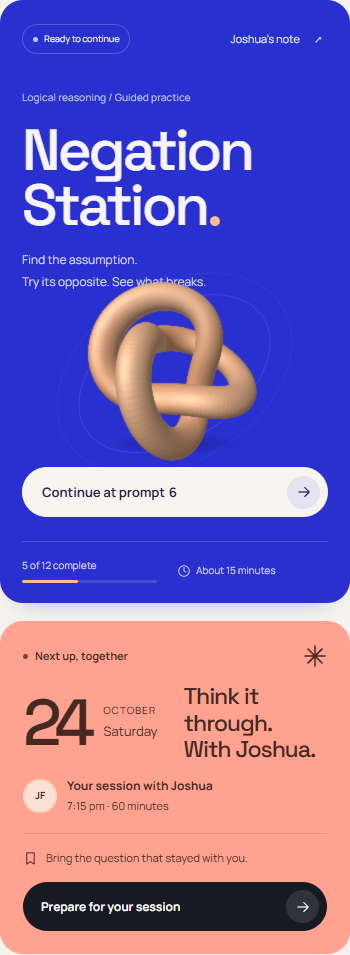 Ready to continue
Joshua's note ↗
Logical reasoning / Guided practice
Negation
Station.
Find the assumption.
Try its opposite. See what breaks.
Continue at prompt 6
5 of 12 complete
About 15 minutes
Next up, together
24
OCTOBER
Saturday
Think it
through.
With Joshua.
JF
Your session with Joshua
7:15 pm · 60 minutes
Bring the question that stayed with you.
Prepare for your session